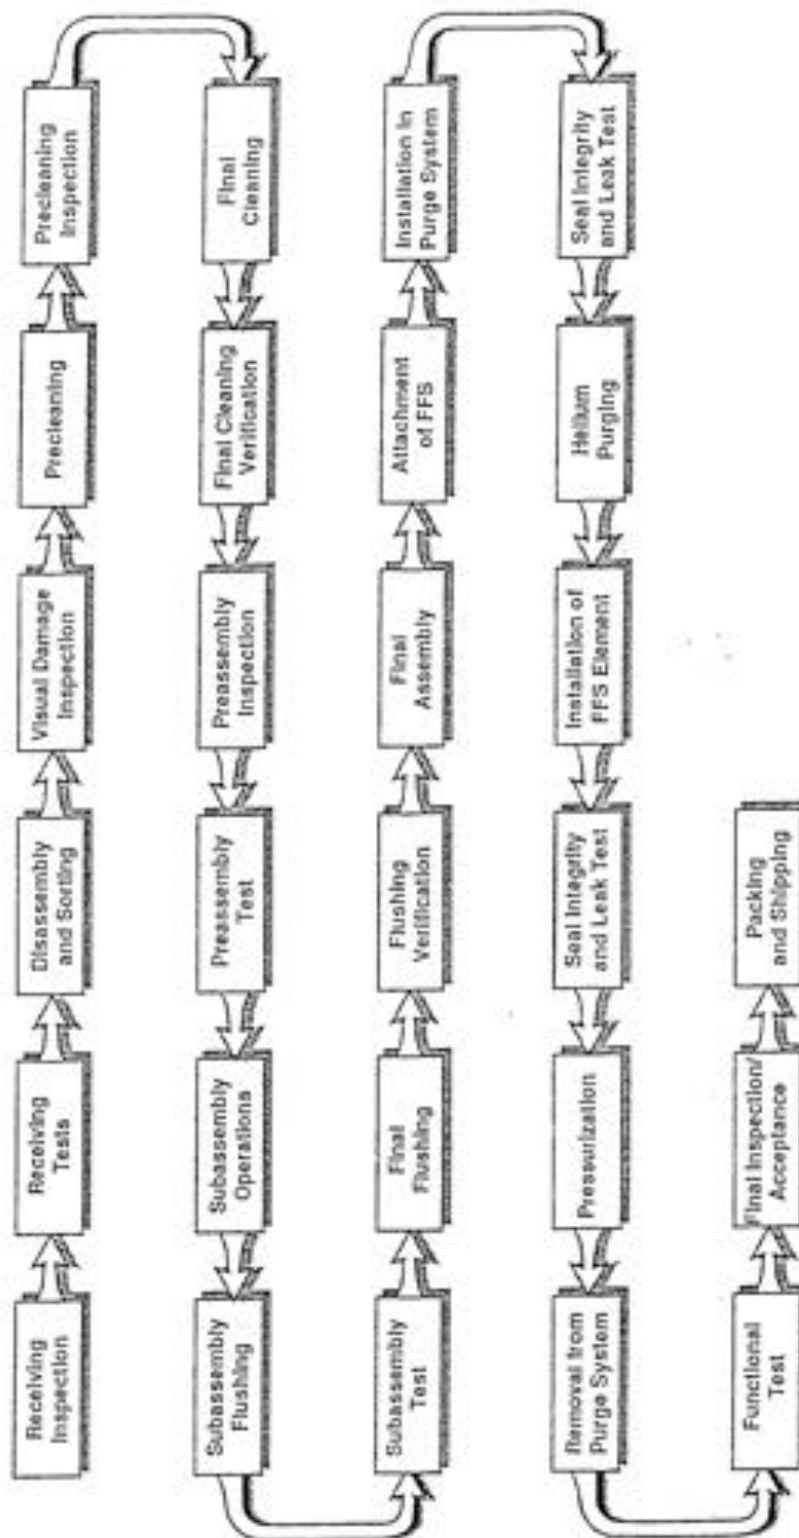 Receiving
Inspection
Receiving
Tests
Disassembly
and Sorting
Visual Damage
Inspection
Precleaning
Precleaning
Inspection
Final
Cleaning
Final Cleaning
Verification
Preassembly
Inspection
Preassembly
Test
Subassembly
Operations
Subassembly
Flushing
Subassembly
Test
Final
Flushing
Flushing
Verification
Final
Assembly
Attachment
of FFS
Installation in
Purge System
Seal Integrity
and Leak Test
Helium
Purging
Installation of
FFS Element
Seal Integrity
and Leak Test
Pressurization
Removal from
Purge System
Functional
Test
Final Inspection/
Acceptance
Packing
and Shipping